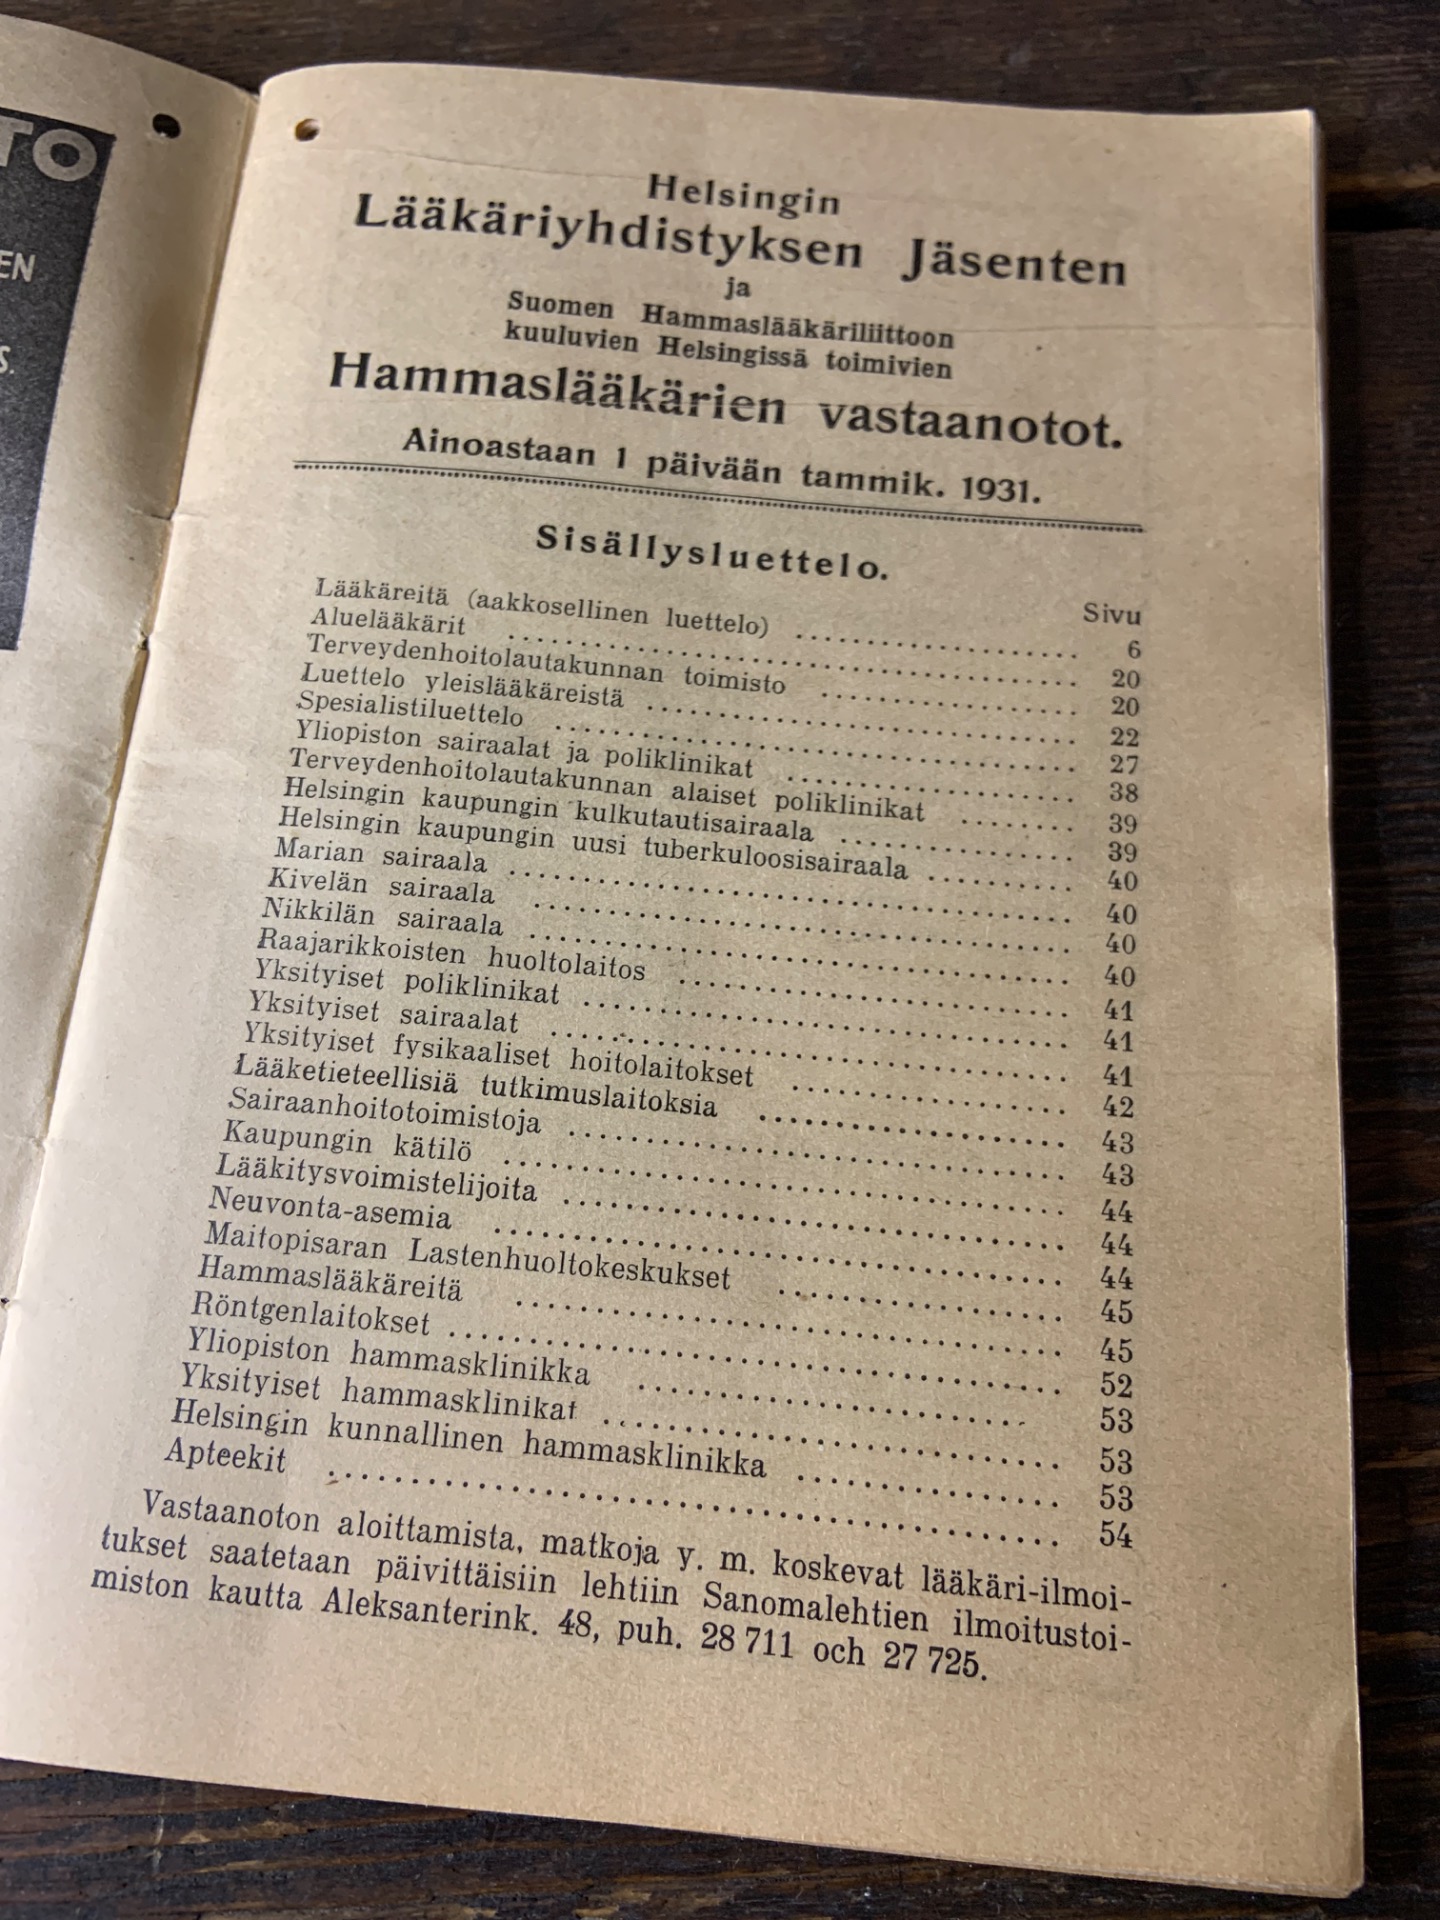 TO
EN
S.
Helsingin
Lääkäriyhdistyksen Jäsenten
ja
Suomen Hammaslääkäriliittoon
kuuluvien Helsingissä toimivien
Hammaslääkärien vastaanotot.
Ainoastaan 1 päivään tammik. 1931.
Sisällysluettelo.
Sivu
Lääkäreitä (aakkosellinen luettelo) .......... 6
Aluelääkärit .......... 20
Terveydenhoitolautakunnan toimisto .......... 20
Luettelo yleislääkäreistä .......... 22
Spesialistiluettelo .......... 27
Yliopiston sairaalat ja poliklinikat .......... 38
Terveydenhoitolautakunnan alaiset poliklinikat .......... 39
Helsingin kaupungin kulkutautisairaala .......... 39
Helsingin kaupungin uusi tuberkuloosisairaala .......... 40
Marian sairaala .......... 40
Kivelän sairaala .......... 40
Nikkilän sairaala .......... 40
Raajarikkoisten huoltolaitos .......... 41
Yksityiset poliklinikat .......... 41
Yksityiset sairaalat .......... 41
Yksityiset fysikaaliset hoitolaitokset .......... 42
Lääketieteellisiä tutkimuslaitoksia .......... 43
Sairaanhoitotoimistoja .......... 43
Kaupungin kätilö .......... 44
Lääkitysvoimistelijoita .......... 44
Neuvonta-asemia .......... 44
Maitopisaran Lastenhuoltokeskukset .......... 45
Hammaslääkäreitä .......... 45
Röntgenlaitokset .......... 52
Yliopiston hammasklinikka .......... 53
Yksityiset hammasklinikat .......... 53
Helsingin kunnallinen hammasklinikka .......... 53
Apteekit .......... 54
Vastaanoton aloittamista, matkoja y. m. koskevat lääkäri-ilmoi-
tukset saatetaan päivittäisiin lehtiin Sanomalehtien ilmoitustoi-
miston kautta Aleksanterink. 48, puh. 28 711 och 27 725.